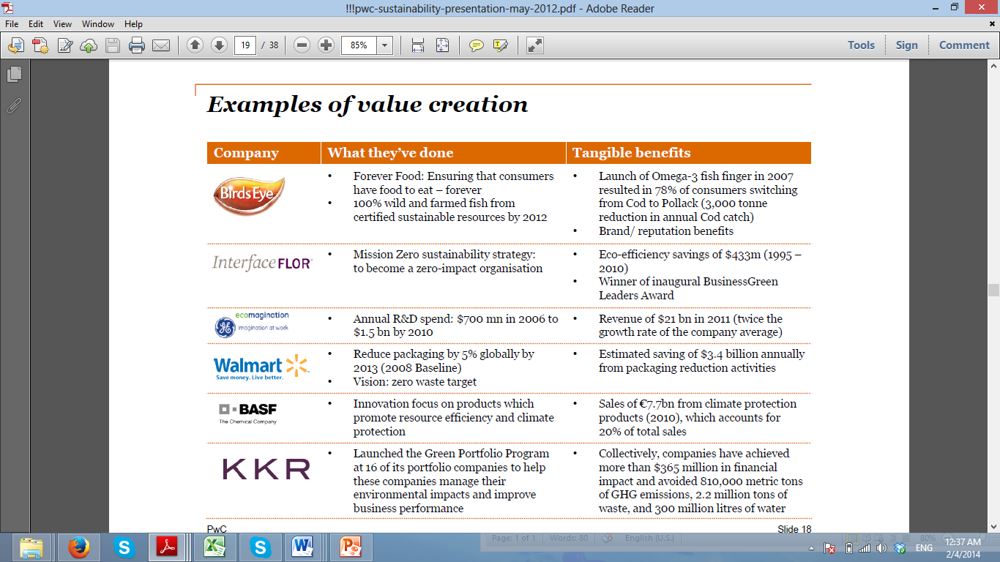 !!!pwc-sustainability-presentation-may-2012.pdf - Adobe Reader
File Edit View Window Help
19 / 38
85%
Tools Sign Comment
Examples of value creation
Company What they've done Tangible benefits
Birds Eye
• Forever Food: Ensuring that consumers
have food to eat – forever
• 100% wild and farmed fish from
certified sustainable resources by 2012
• Launch of Omega-3 fish finger in 2007
resulted in 78% of consumers switching
from Cod to Pollack (3,000 tonne
reduction in annual Cod catch)
• Brand/ reputation benefits
InterfaceFLOR
• Mission Zero sustainability strategy:
to become a zero-impact organisation
• Eco-efficiency savings of $433m (1995 –
2010)
• Winner of inaugural BusinessGreen
Leaders Award
ecomagination
GE imagination at work
• Annual R&D spend: $700 mn in 2006 to
$1.5 bn by 2010
• Revenue of $21 bn in 2011 (twice the
growth rate of the company average)
Walmart
Save money. Live better.
• Reduce packaging by 5% globally by
2013 (2008 Baseline)
• Vision: zero waste target
• Estimated saving of $3.4 billion annually
from packaging reduction activities
BASF
The Chemical Company
• Innovation focus on products which
promote resource efficiency and climate
protection
• Sales of €7.7bn from climate protection
products (2010), which accounts for
20% of total sales
KKR
• Launched the Green Portfolio Program
at 16 of its portfolio companies to help
these companies manage their
environmental impacts and improve
business performance
• Collectively, companies have achieved
more than $365 million in financial
impact and avoided 810,000 metric tons
of GHG emissions, 2.2 million tons of
waste, and 300 million litres of water
PwC Slide 18
Page: 1 of 1 Words: 80 English (U.S.) 80%
ENG
12:37 AM
2/4/2014